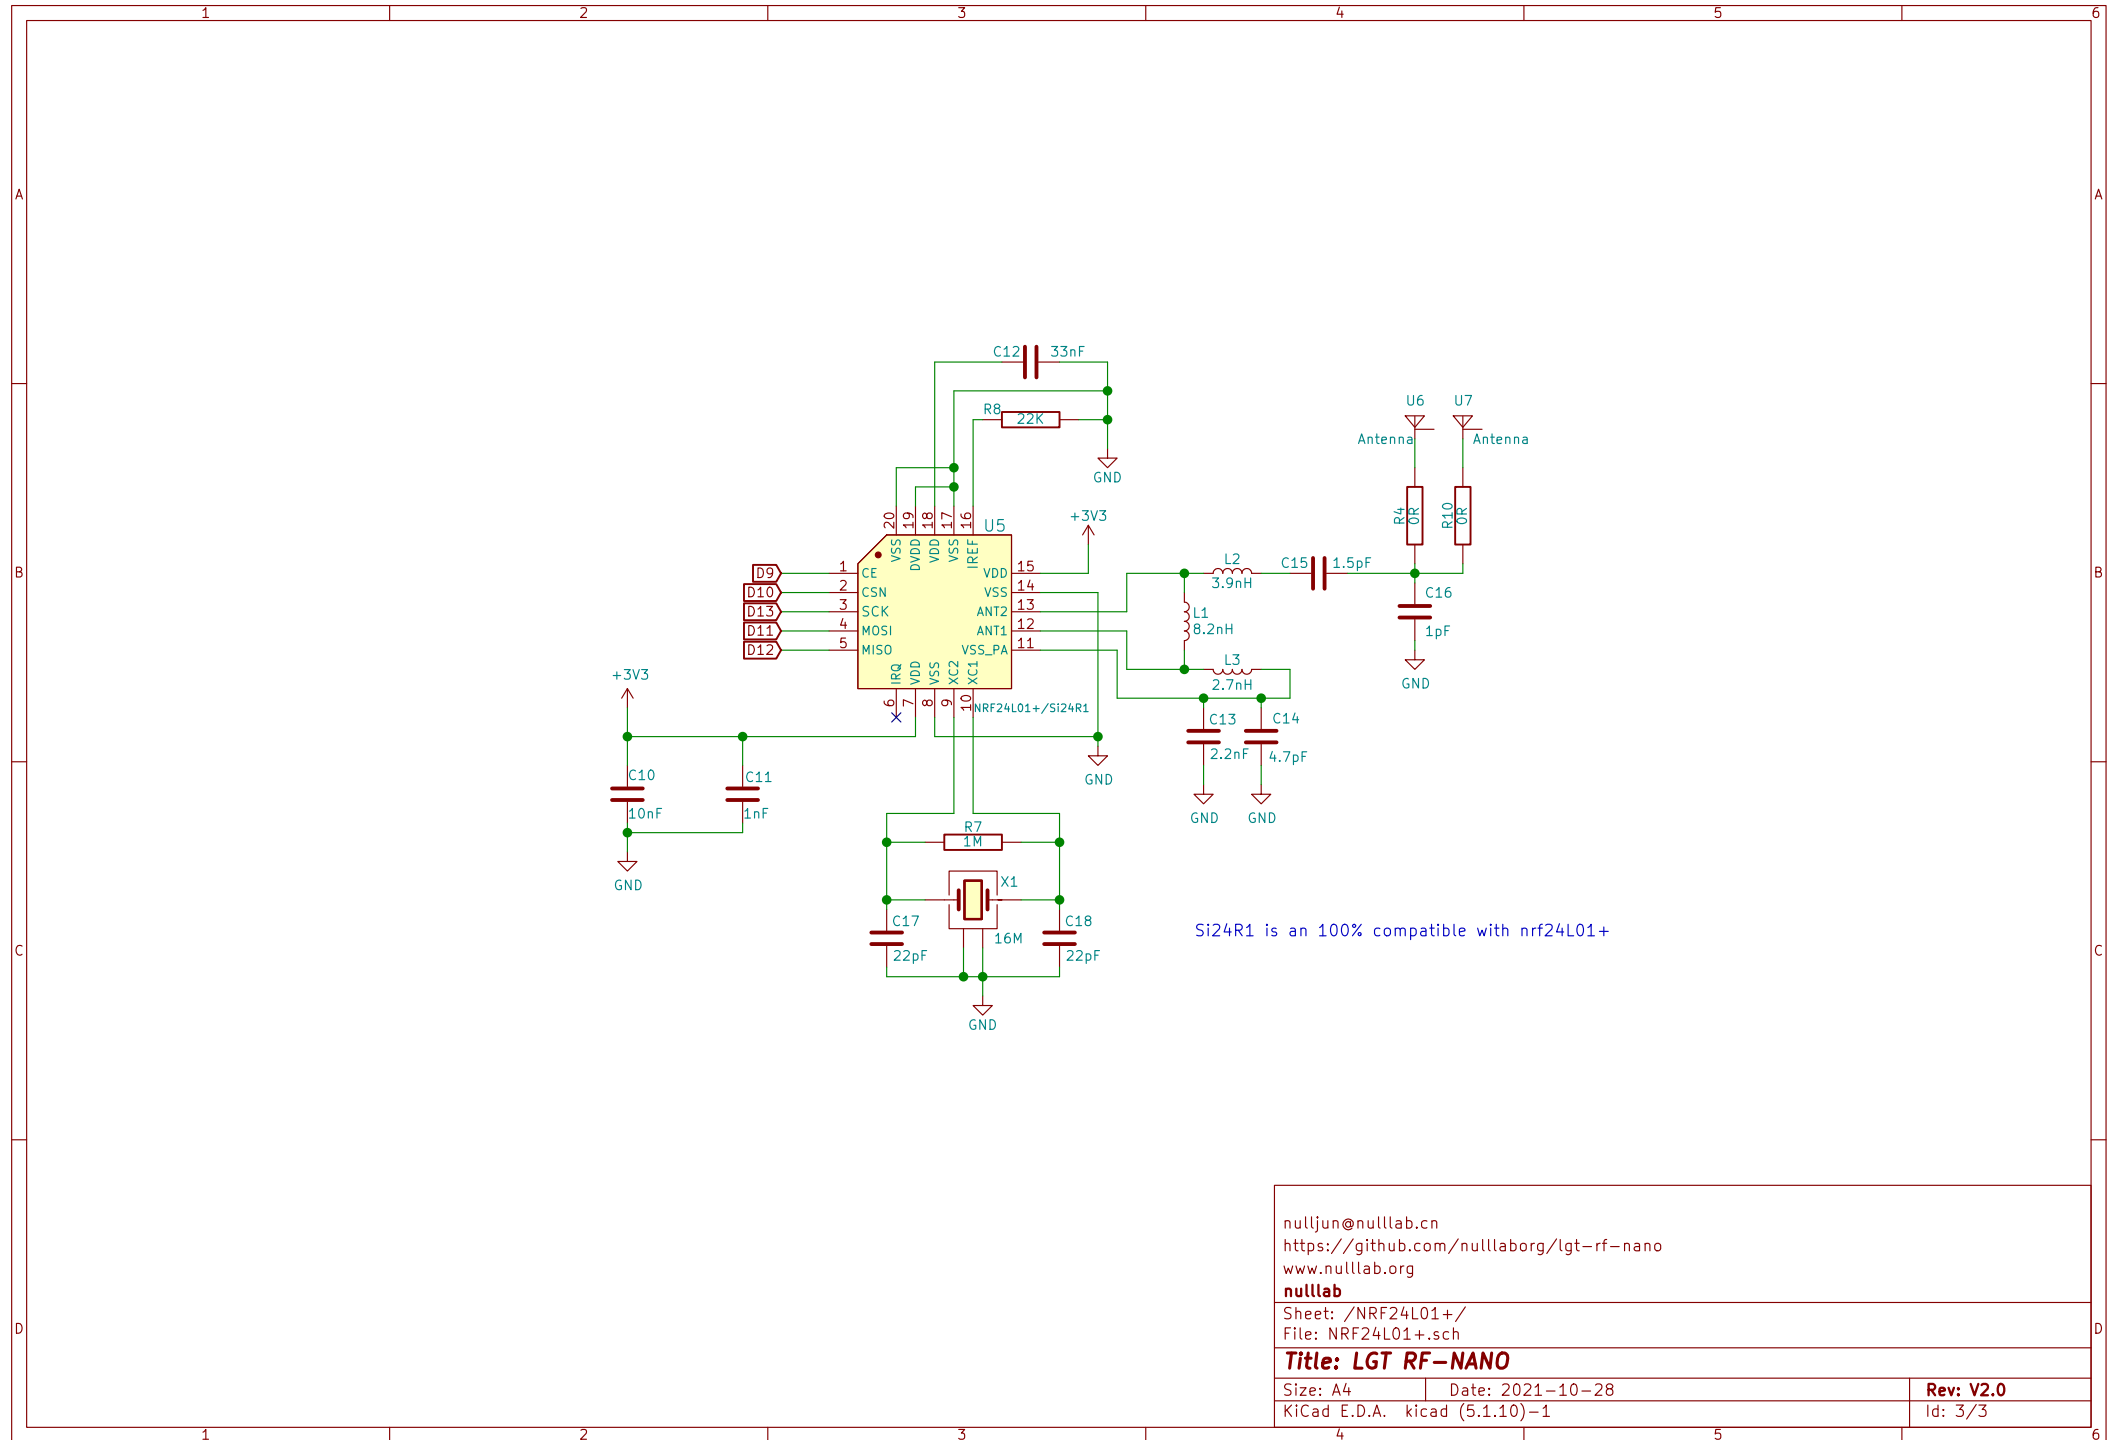 1 2 3 4 5 6
A A
B B
C C
D D
C12 33nF
R8
22K
GND
U6 U7
Antenna Antenna
R4 0R
R10 0R
+3V3
U5
20 19 18 17 16
VSS DVDD VDD VSS IREF
D9 1 CE
D10 2 CSN
D13 3 SCK
D11 4 MOSI
D12 5 MISO
VDD 15
VSS 14
ANT2 13
ANT1 12
VSS_PA 11
IRQ VDD VSS XC2 XC1
6 7 8 9 10
NRF24L01+/Si24R1
L2
3.9nH
C15 1.5pF
L1
8.2nH
C16
1pF
GND
L3
2.7nH
C13
2.2nF
C14
4.7pF
GND
GND GND
+3V3
C10
10nF
C11
1nF
GND
R7
1M
X1
16M
C17
22pF
C18
22pF
GND
Si24R1 is an 100% compatible with nrf24L01+
nulljun@nulllab.cn
https://github.com/nulllaborg/lgt-rf-nano
www.nulllab.org
nulllab
Sheet: /NRF24L01+/
File: NRF24L01+.sch
Title: LGT RF-NANO
Size: A4 Date: 2021-10-28 Rev: V2.0
KiCad E.D.A. kicad (5.1.10)-1 Id: 3/3
1 2 3 4 5 6